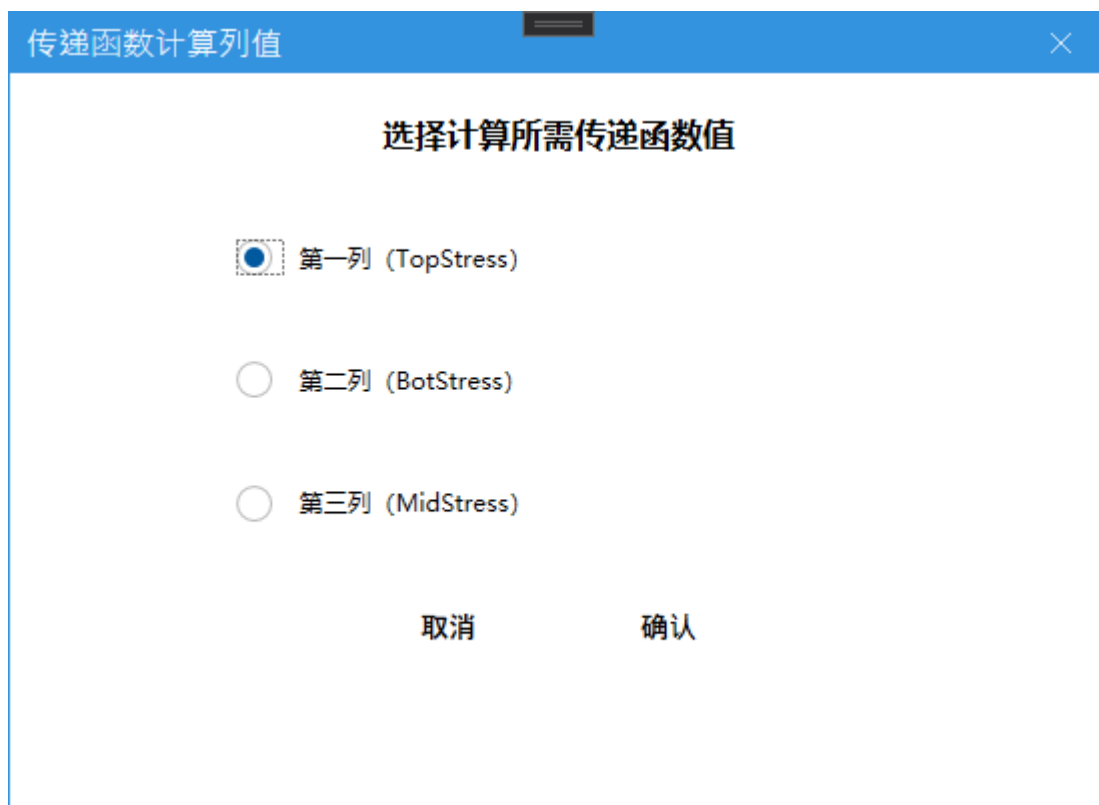 传递函数计算列值
选择计算所需传递函数值
第一列（TopStress）
第二列（BotStress）
第三列（MidStress）
取消 确认